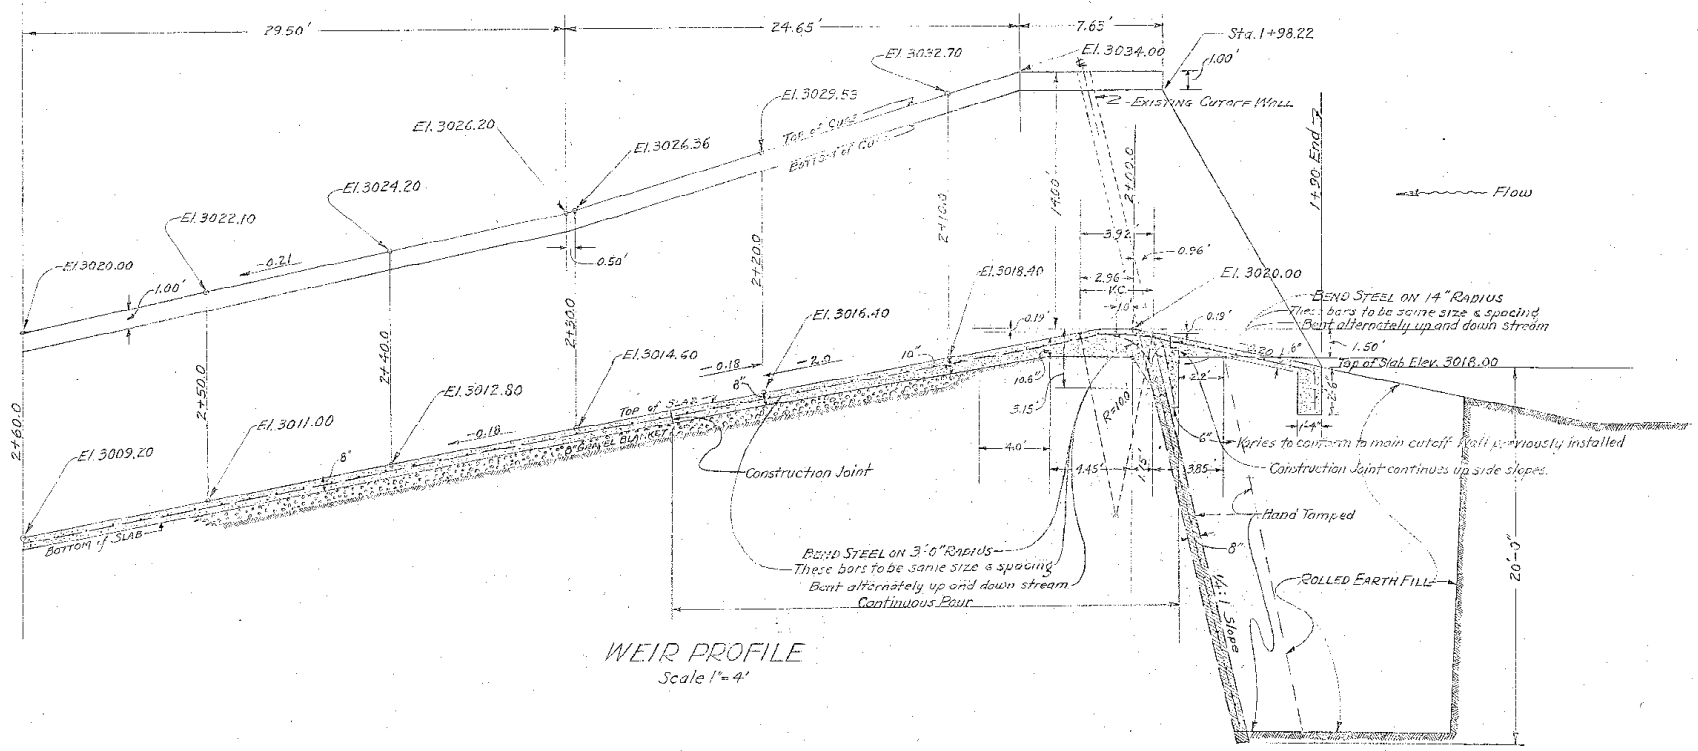 29.50'
24.65'
7.63'
Sta. 1+98.22
El. 3032.70
El. 3034.00
1.00'
El. 3029.53
EXISTING CUTOFF WALL
El. 3026.20
Top of Curb
El. 3026.36
Bottom of
14.00'
2+00.0
1+90 End
El. 3024.20
Flow
El. 3022.10
2+10.0
3.92'
-0.21
0.96'
El. 3020.00
0.50'
2+20.0
El. 3018.40
2.96'
El. 3020.00
1.00'
V.C.
BEND STEEL ON 14" RADIUS
2+30.0
El. 3016.40
1.0
These bars to be same size & spacing
0.19'
0.19'
Bent alternately up and down stream
2+40.0
El. 3014.60
-0.18
-2.0
10"
1.50'
6"
Top of Slab Elev. 3018.00
2+50.0
El. 3012.80
8"
10.6"
2.2'
2'-6"
2+60.0
TOP OF SLAB
3.15
R=10.0
1'-4"
El. 3011.00
-0.18
8" GRAVEL BLANKET
6"
Varies to conform to main cutoff Wall previously installed
El. 3009.20
8"
Construction Joint
4.0'
4.45'
3.85'
Construction Joint continues up side slopes.
Hand Tamped
BOTTOM of SLAB
BEND STEEL ON 3'-0" RADIUS
8"
These bars to be same size & spacing
20'-0"
Bent alternately up and down stream
ROLLED EARTH FILL
Continuous Pour
1/4:1 Slope
WEIR PROFILE
Scale 1"=4'